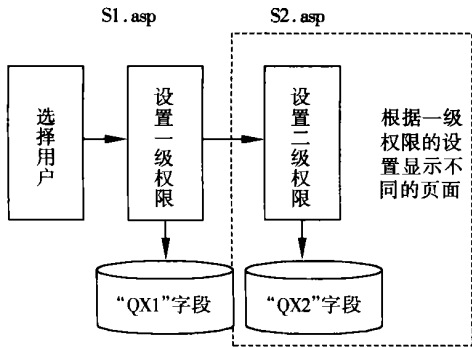 S1.asp
S2.asp
选择用户
设置一级权限
设置二级权限
根据一级
权限的设
置显示不
同的页面
“QX1”字段
“QX2”字段